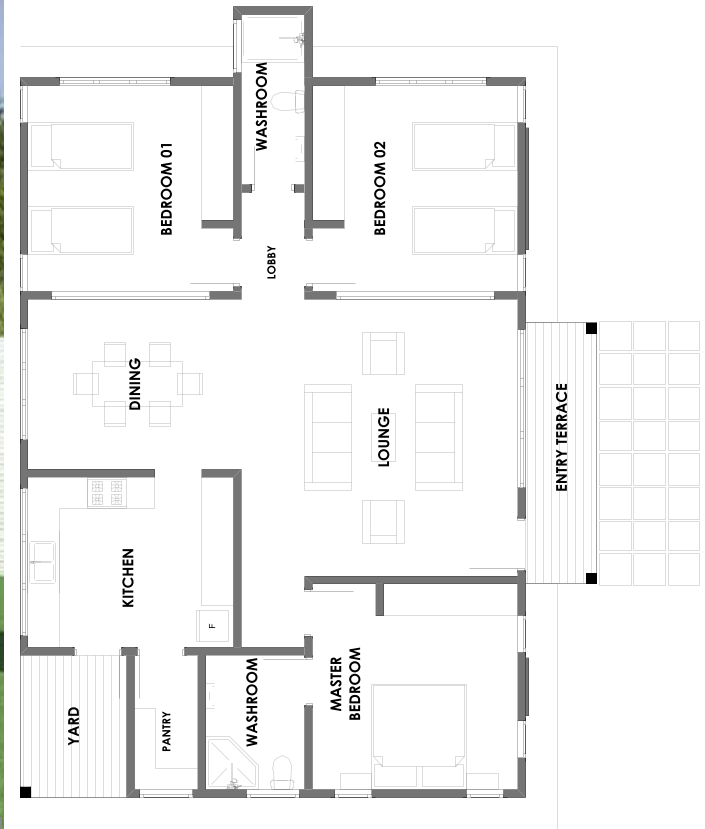 WASHROOM
BEDROOM 01
BEDROOM 02
LOBBY
DINING
LOUNGE
ENTRY TERRACE
KITCHEN
F
MASTER
BEDROOM
WASHROOM
YARD
PANTRY